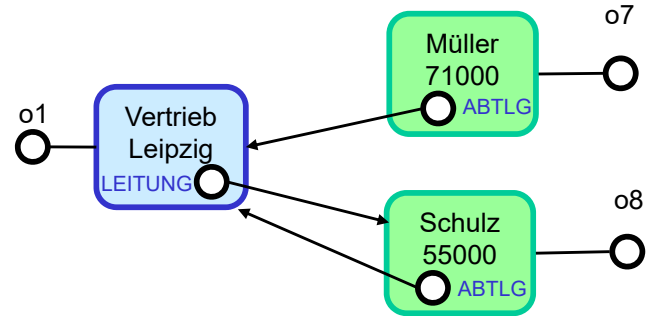 o7
Müller
71000
ABTLG
o1
Vertrieb
Leipzig
LEITUNG
o8
Schulz
55000
ABTLG